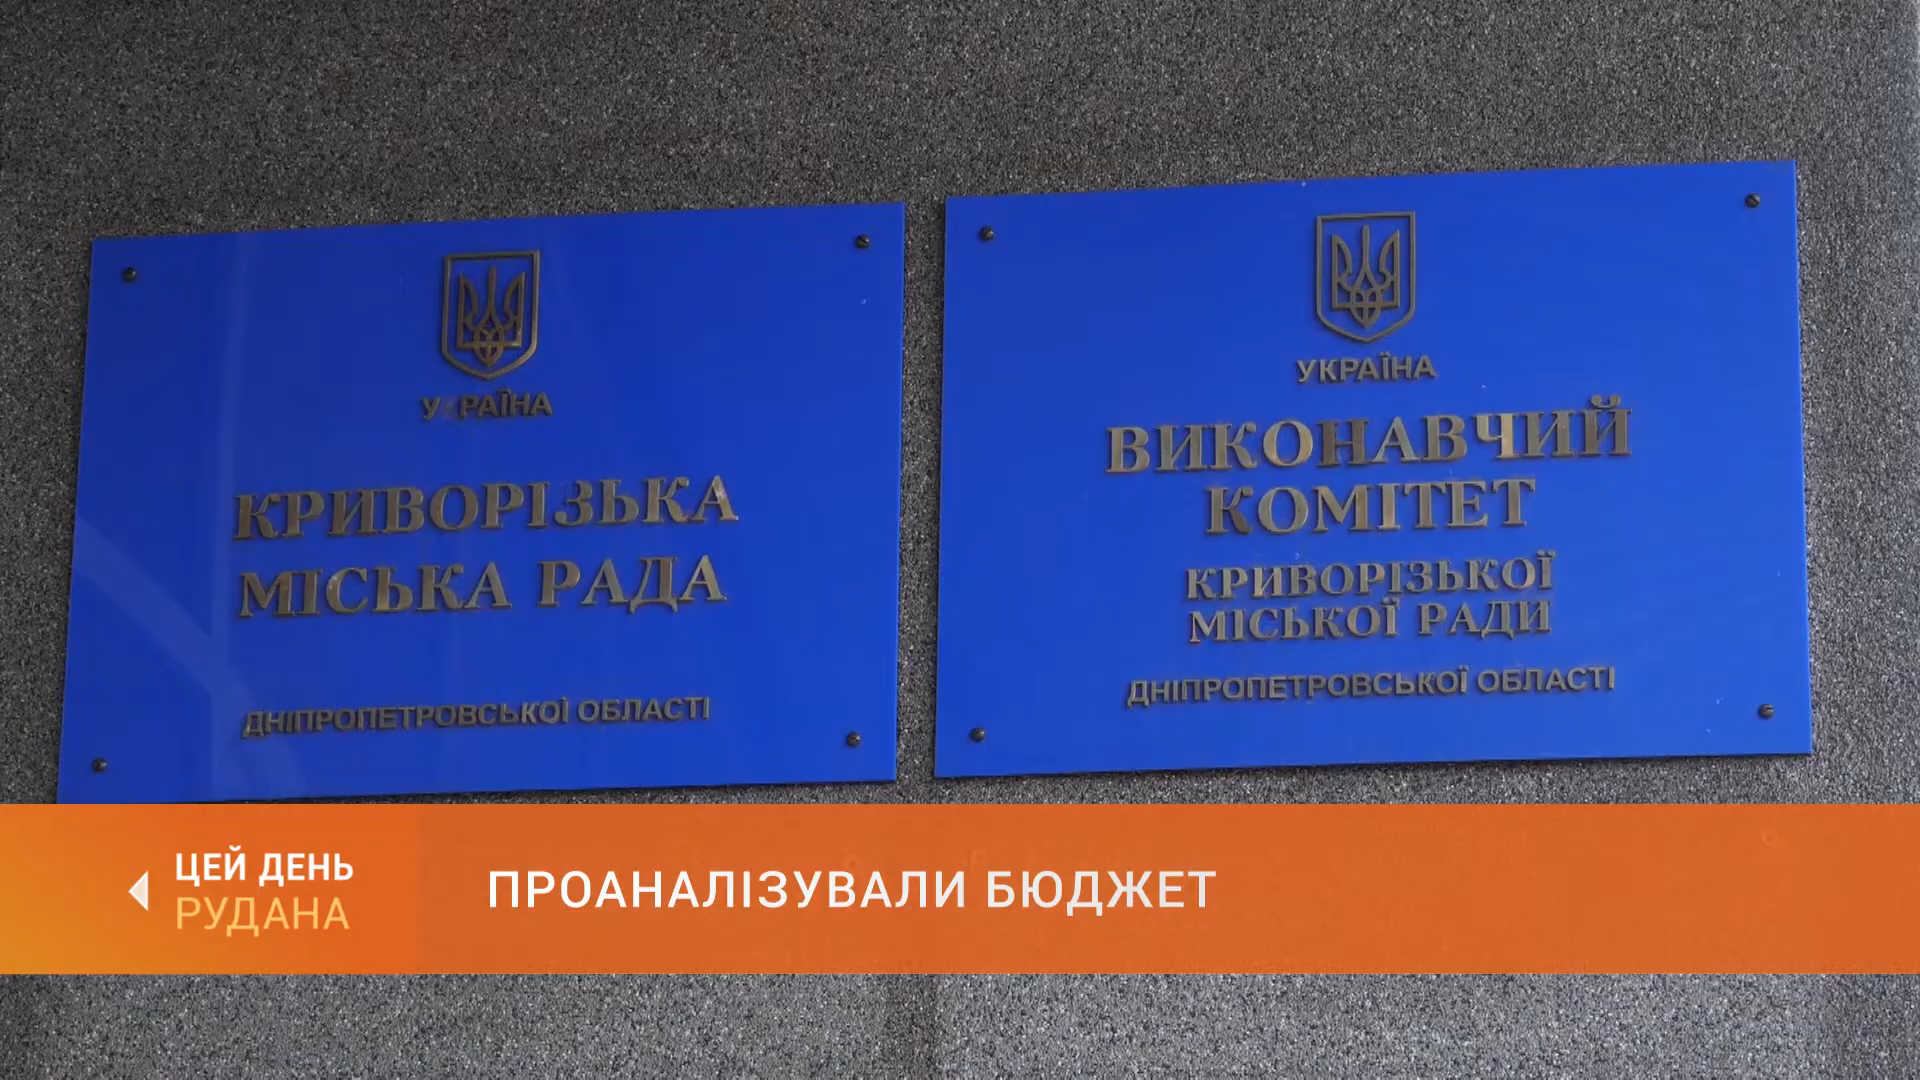 УКРАЇНА
КРИВОРІЗЬКА
МІСЬКА РАДА
ДНІПРОПЕТРОВСЬКОЇ ОБЛАСТІ
УКРАЇНА
ВИКОНАВЧИЙ
КОМІТЕТ
КРИВОРІЗЬКОЇ
МІСЬКОЇ РАДИ
ДНІПРОПЕТРОВСЬКОЇ ОБЛАСТІ
ЦЕЙ ДЕНЬ
РУДАНА
ПРОАНАЛІЗУВАЛИ БЮДЖЕТ